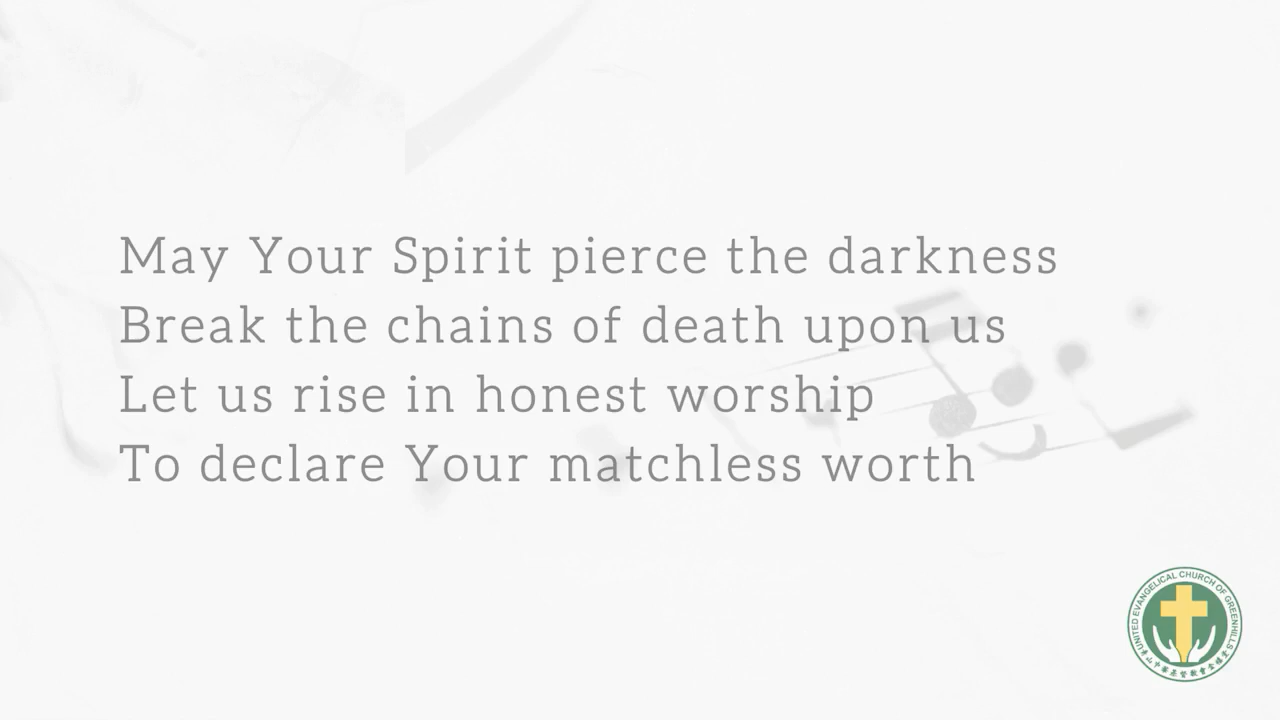 May Your Spirit pierce the darkness
Break the chains of death upon us
Let us rise in honest worship
To declare Your matchless worth
UNITED EVANGELICAL CHURCH OF GREENHILLS